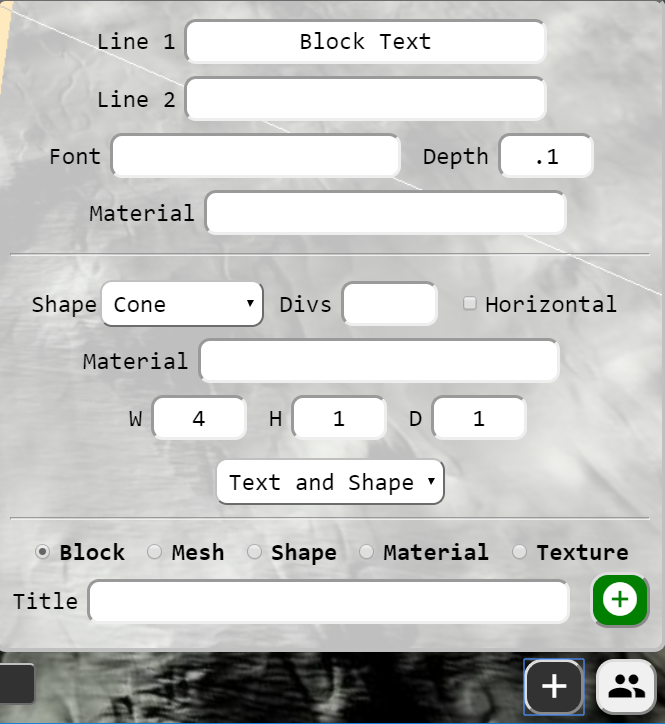 Line 1 Block Text
Line 2
Font Depth .1
Material
Shape Cone Divs Horizontal
Material
W 4 H 1 D 1
Text and Shape
Block Mesh Shape Material Texture
Title